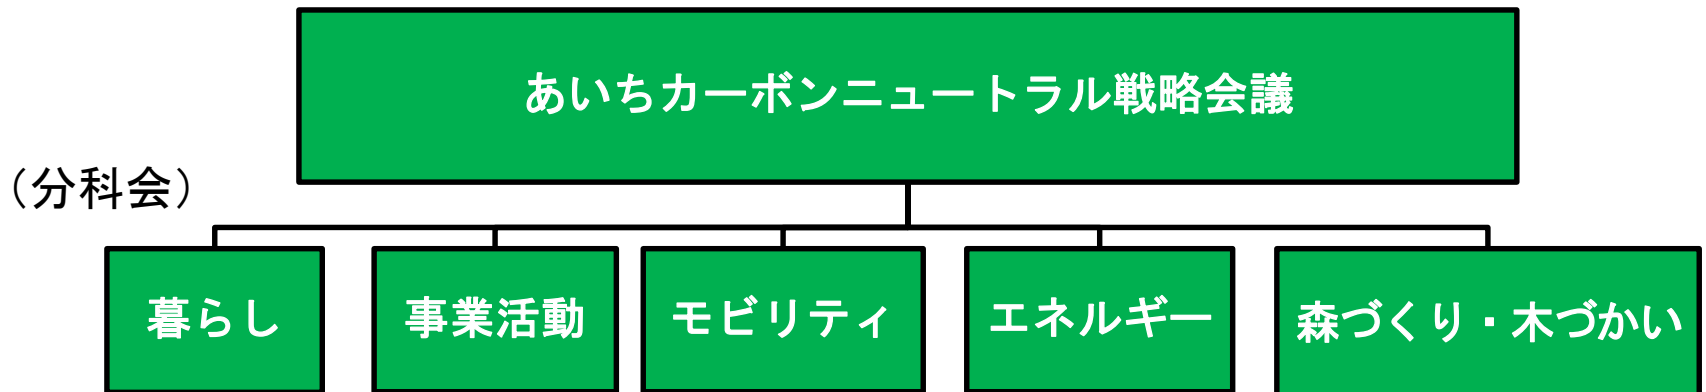 あいちカーボンニュートラル戦略会議
（分科会）
暮らし
事業活動
モビリティ
エネルギー
森づくり・木づかい